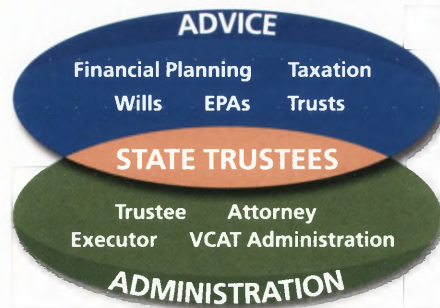 ADVICE
Financial Planning Taxation
Wills EPAs Trusts
STATE TRUSTEES
Trustee Attorney
Executor VCAT Administration
ADMINISTRATION